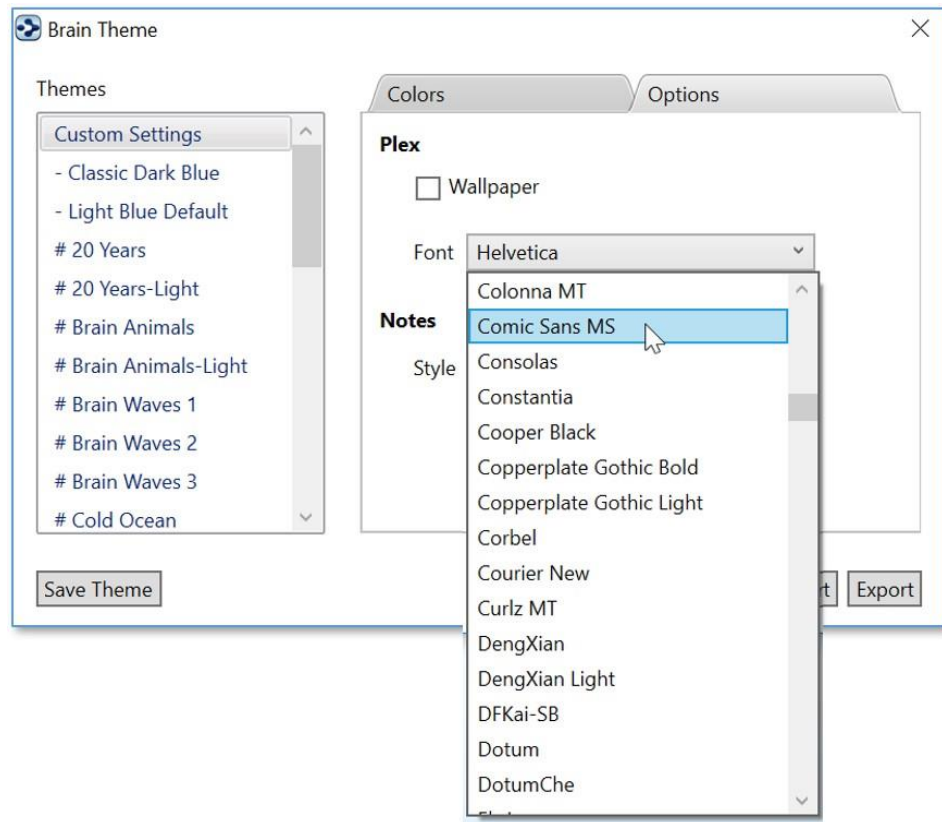 Brain Theme
Themes
Custom Settings
- Classic Dark Blue
- Light Blue Default
# 20 Years
# 20 Years-Light
# Brain Animals
# Brain Animals-Light
# Brain Waves 1
# Brain Waves 2
# Brain Waves 3
# Cold Ocean
Save Theme
Colors
Options
Plex
Wallpaper
Font Helvetica
Notes
Style
Colonna MT
Comic Sans MS
Consolas
Constantia
Cooper Black
Copperplate Gothic Bold
Copperplate Gothic Light
Corbel
Courier New
Curlz MT
DengXian
DengXian Light
DFKai-SB
Dotum
DotumChe
Export